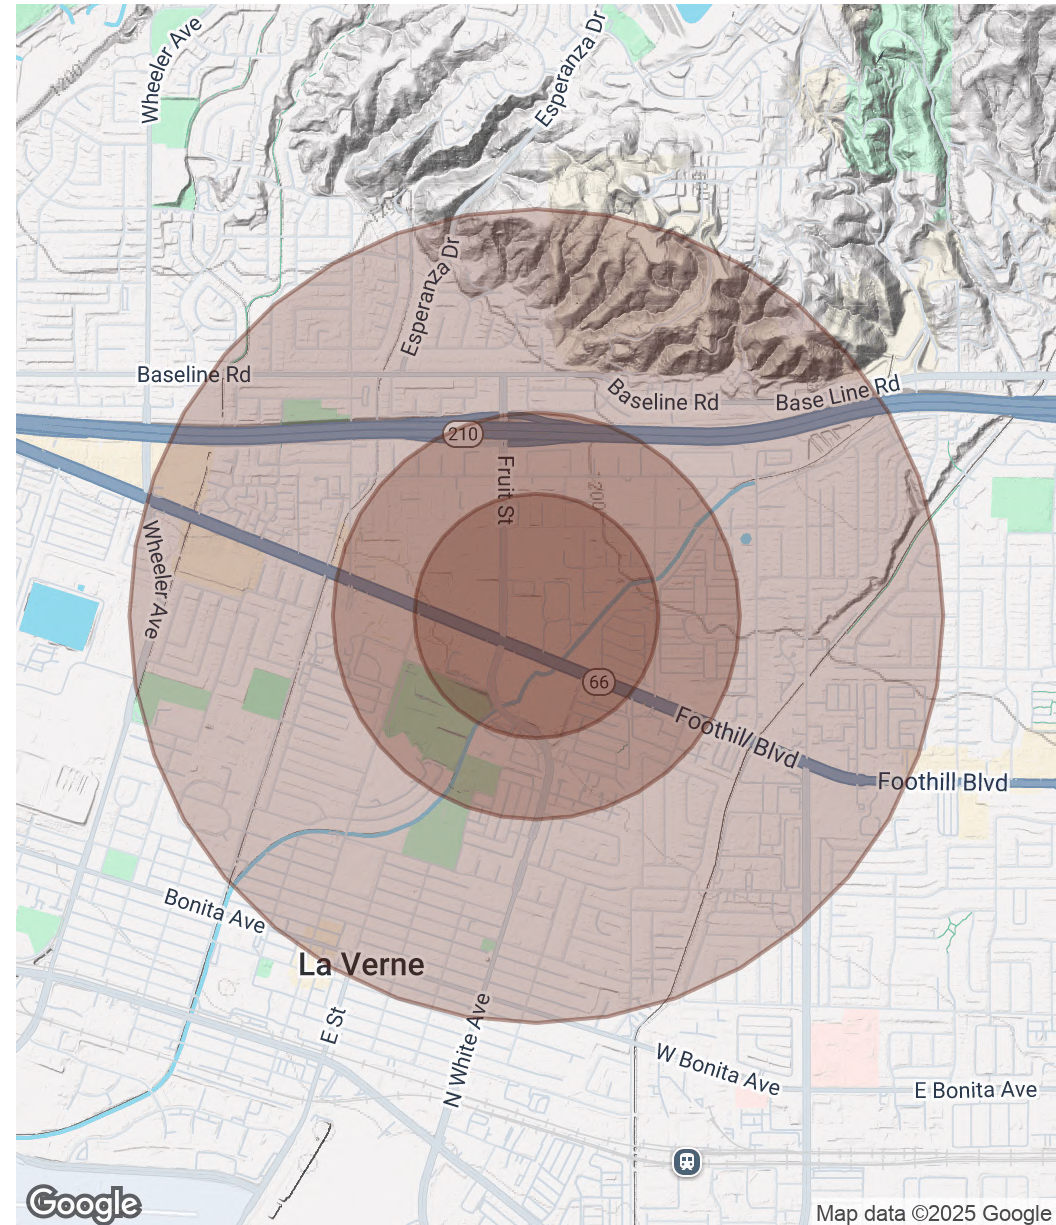 Wheeler Ave
Esperanza Dr
1200
Esperanza Dr
Baseline Rd
Baseline Rd
Base Line Rd
210
Fruit St
Wheeler Ave
66
Foothill Blvd
Foothill Blvd
Bonita Ave
La Verne
E St
N White Ave
W Bonita Ave
E Bonita Ave
Google
Map data ©2025 Google